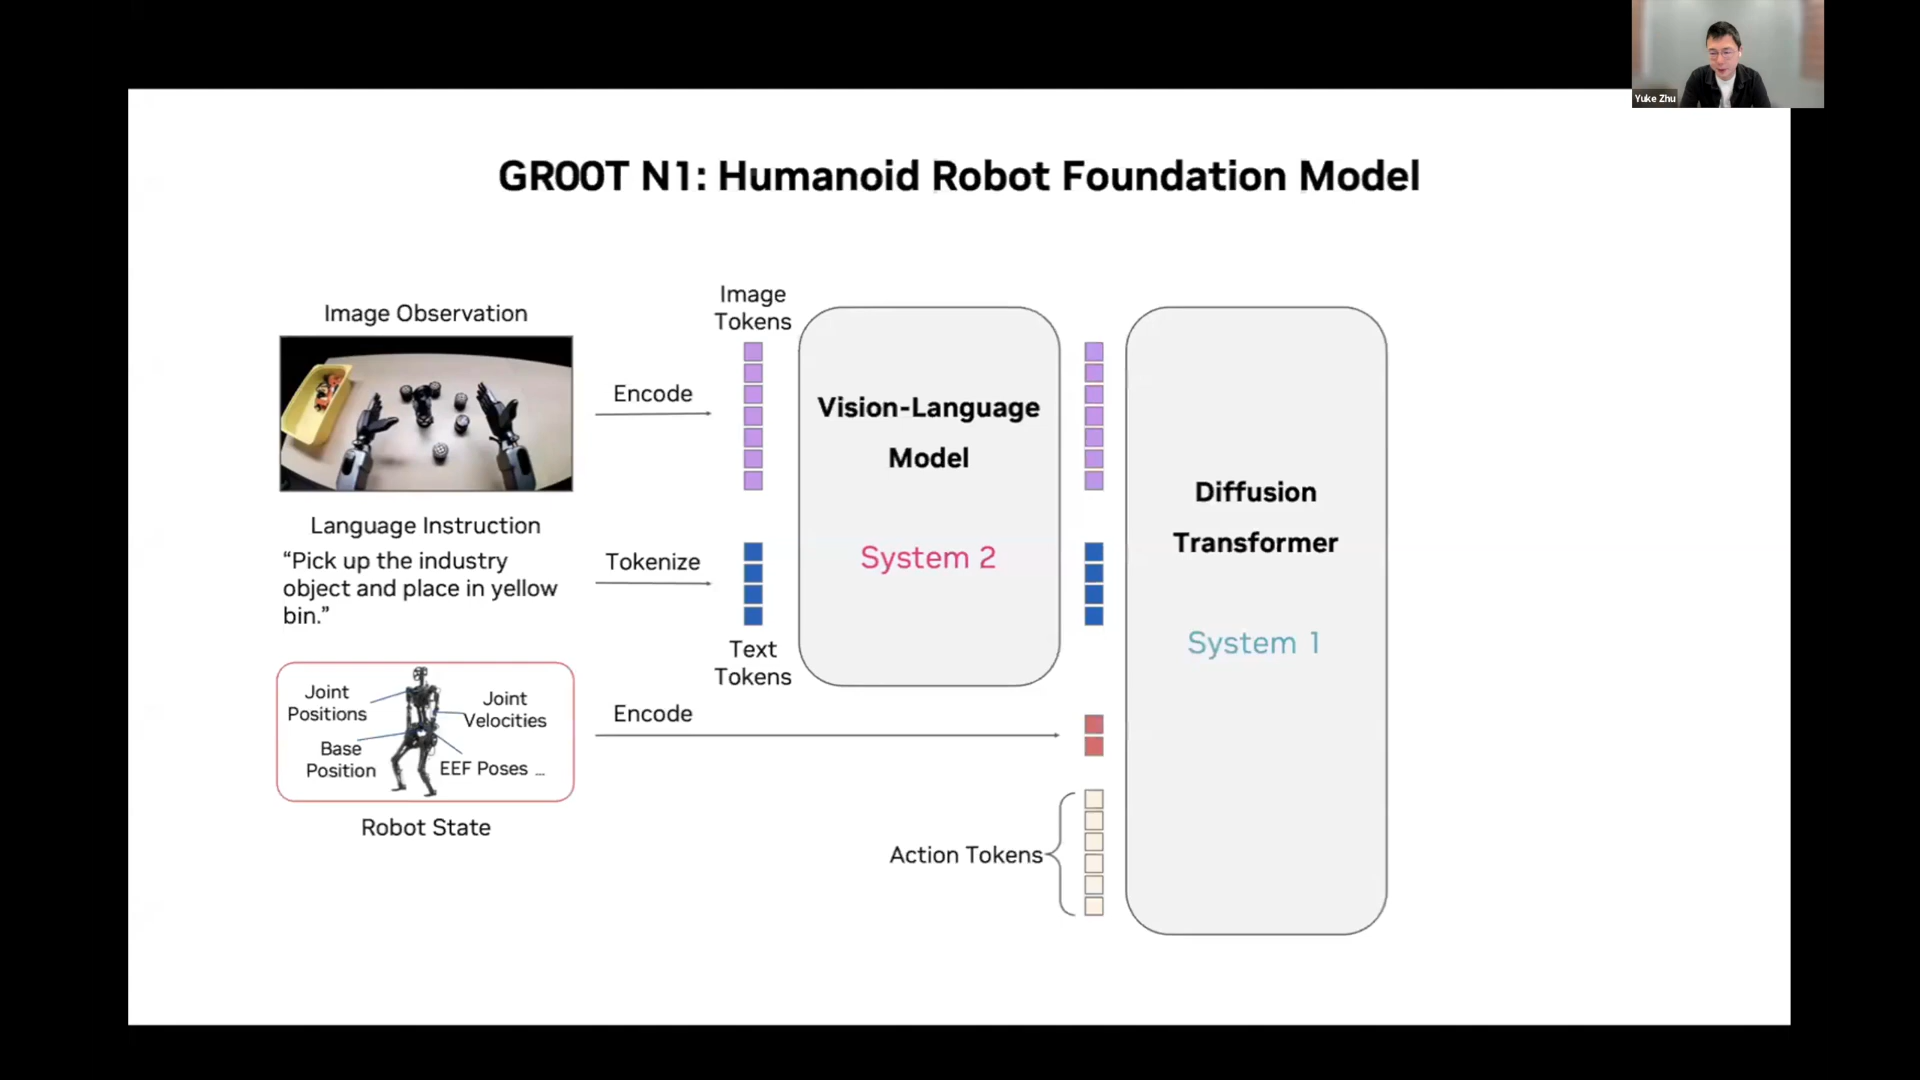 Yuke Zhu
GR00T N1: Humanoid Robot Foundation Model
Image Observation
Encode
Image
Tokens
Language Instruction
“Pick up the industry
object and place in yellow
bin.”
Tokenize
Text
Tokens
Vision-Language
Model
System 2
Joint
Positions
Joint
Velocities
Base
Position
EEF Poses ...
Robot State
Encode
Action Tokens
Diffusion
Transformer
System 1